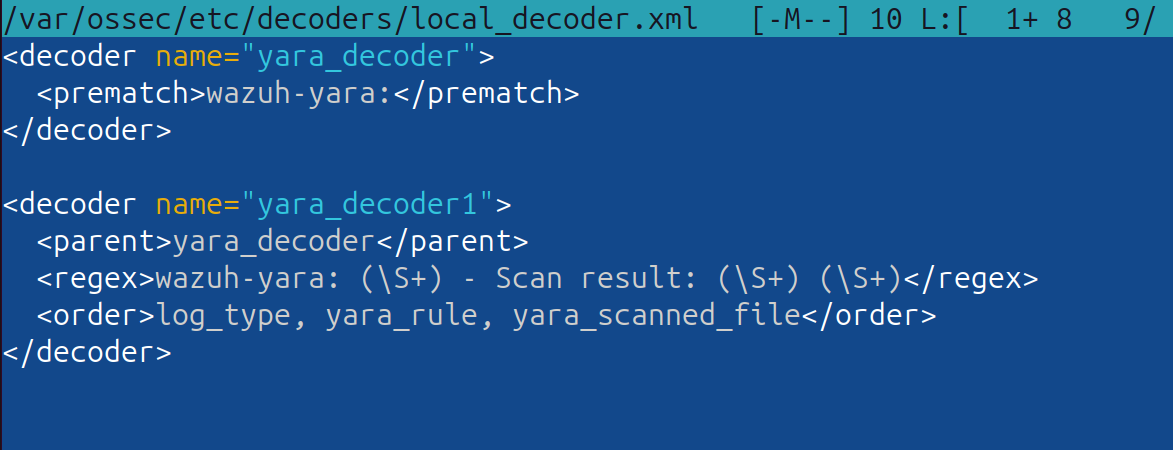 /var/ossec/etc/decoders/local_decoder.xml   [-M--] 10 L:[  1+ 8   9/
<decoder name="yara_decoder">
  <prematch>wazuh-yara:</prematch>
</decoder>

<decoder name="yara_decoder1">
  <parent>yara_decoder</parent>
  <regex>wazuh-yara: (\S+) - Scan result: (\S+) (\S+)</regex>
  <order>log_type, yara_rule, yara_scanned_file</order>
</decoder>